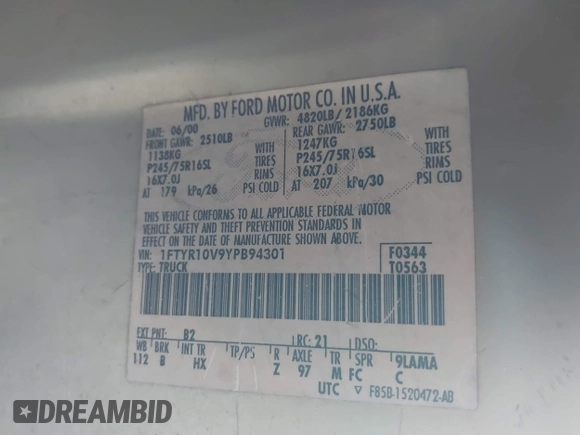 MFD. BY FORD MOTOR CO. IN U.S.A.
DATE: 06/00 GVWR: 4820LB/ 2186KG
FRONT GAWR: 2510LB REAR GAWR: 2750LB
1138KG WITH 1247KG WITH
P245/75R16SL TIRES P245/75R16SL TIRES
16X7.0J RIMS 16X7.0J RIMS
AT 179 kPa/26 PSI COLD AT 207 kPa/30 PSI COLD
THIS VEHICLE CONFORMS TO ALL APPLICABLE FEDERAL MOTOR
VEHICLE SAFETY AND THEFT PREVENTION STANDARDS IN
EFFECT ON THE DATE OF MANUFACTURE SHOWN ABOVE.
VIN: 1FTYR10V9YPB94301 F0344
TYPE: TRUCK T0563
EXT PNT: B2 RC: 21 DSO:
WB BRK INT TR TP/PS R AXLE TR SPR 9LAMA
112 B HX Z 97 M FC C
UTC ▽ F85B-1520472-AB
DREAMBID